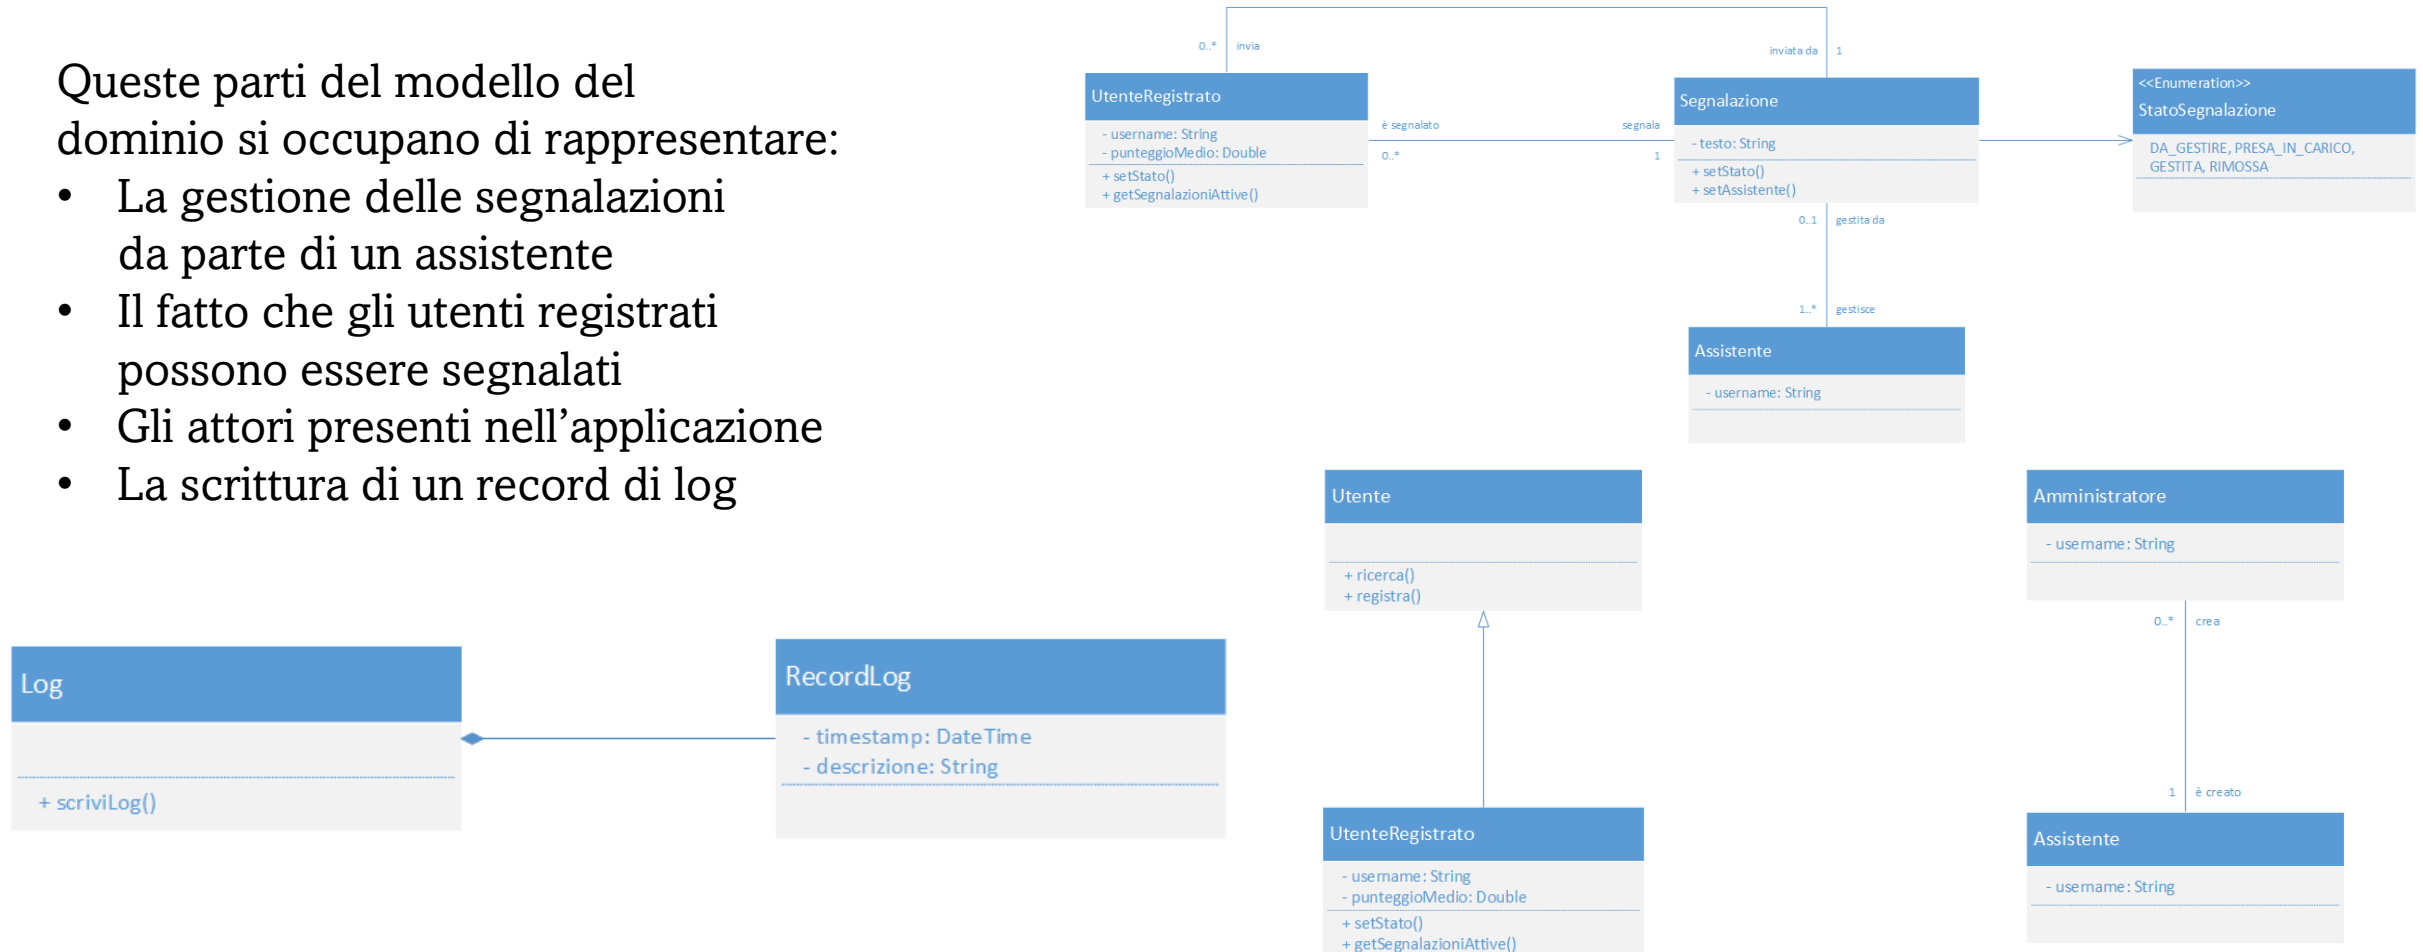 Queste parti del modello del
dominio si occupano di rappresentare:
• La gestione delle segnalazioni
da parte di un assistente
• Il fatto che gli utenti registrati
possono essere segnalati
• Gli attori presenti nell’applicazione
• La scrittura di un record di log
0..* invia
inviata da 1
UtenteRegistrato
- username: String
- punteggioMedio: Double
+ setStato()
+ getSegnalazioniAttive()
è segnalato
0..*
segnala
1
Segnalazione
- testo: String
+ setStato()
+ setAssistente()
<<Enumeration>>
StatoSegnalazione
DA_GESTIRE, PRESA_IN_CARICO,
GESTITA, RIMOSSA
0..1 gestita da
1..* gestisce
Assistente
- username: String
Utente
+ ricerca()
+ registra()
UtenteRegistrato
- username: String
- punteggioMedio: Double
+ setStato()
+ getSegnalazioniAttive()
Amministratore
- username: String
0..* crea
1 è creato
Assistente
- username: String
Log
+ scriviLog()
RecordLog
- timestamp: DateTime
- descrizione: String